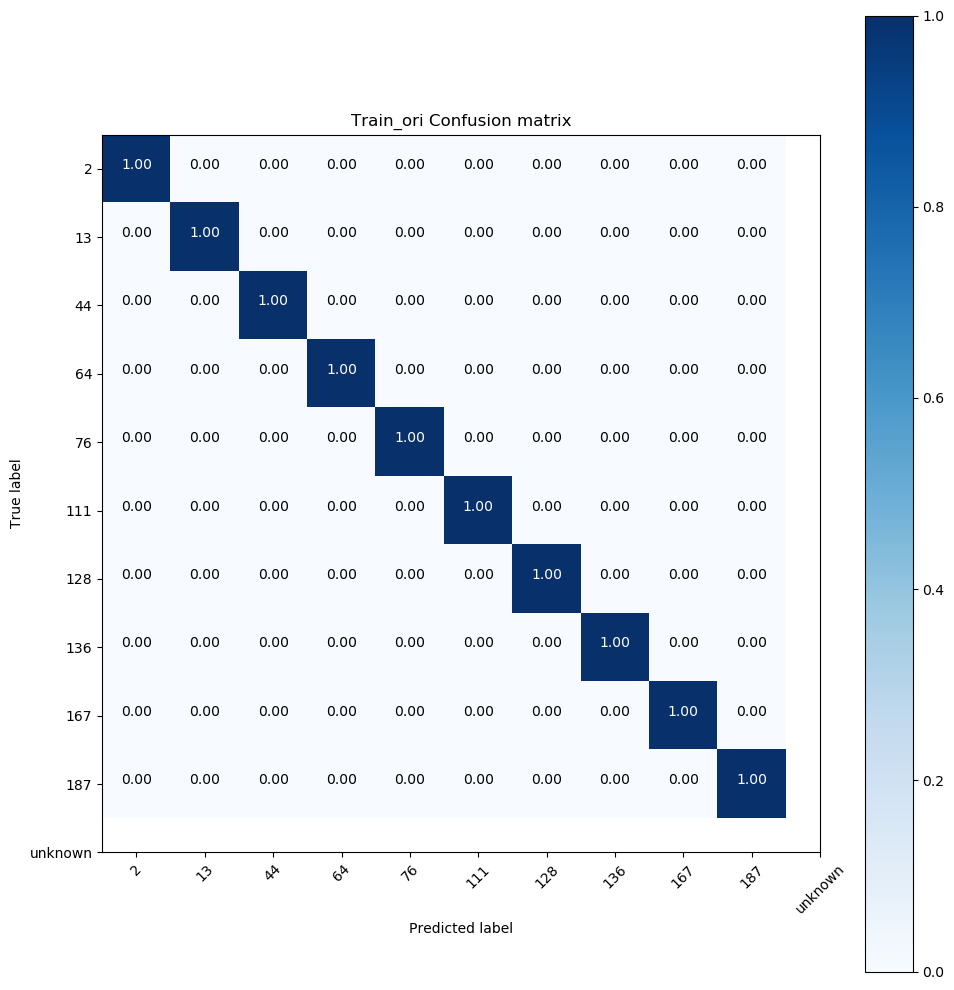 Train_ori Confusion matrix
1.0
0.8
0.6
0.4
0.2
0.0
True label
2 1.00 0.00 0.00 0.00 0.00 0.00 0.00 0.00 0.00 0.00
13 0.00 1.00 0.00 0.00 0.00 0.00 0.00 0.00 0.00 0.00
44 0.00 0.00 1.00 0.00 0.00 0.00 0.00 0.00 0.00 0.00
64 0.00 0.00 0.00 1.00 0.00 0.00 0.00 0.00 0.00 0.00
76 0.00 0.00 0.00 0.00 1.00 0.00 0.00 0.00 0.00 0.00
111 0.00 0.00 0.00 0.00 0.00 1.00 0.00 0.00 0.00 0.00
128 0.00 0.00 0.00 0.00 0.00 0.00 1.00 0.00 0.00 0.00
136 0.00 0.00 0.00 0.00 0.00 0.00 0.00 1.00 0.00 0.00
167 0.00 0.00 0.00 0.00 0.00 0.00 0.00 0.00 1.00 0.00
187 0.00 0.00 0.00 0.00 0.00 0.00 0.00 0.00 0.00 1.00
unknown
2 13 44 64 76 111 128 136 167 187 unknown
Predicted label